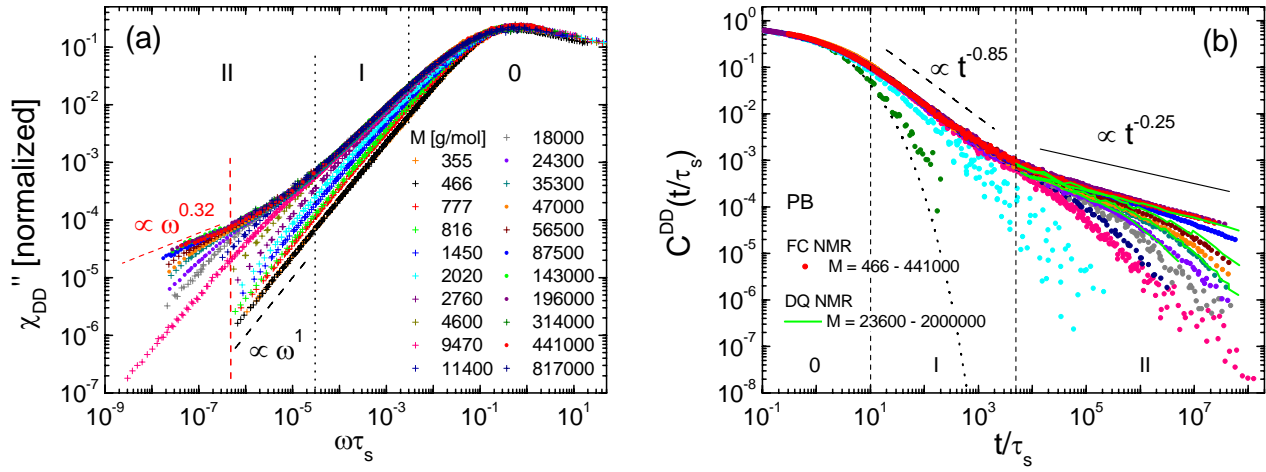 (a)
II
I
0
M [g/mol]
355
466
777
816
1450
2020
2760
4600
9470
11400
18000
24300
35300
47000
56500
87500
143000
196000
314000
441000
817000
∝ ω^0.32
∝ ω^1
χ_DD'' [normalized]
10^-1
10^-2
10^-3
10^-4
10^-5
10^-6
10^-7
10^-9
10^-7
10^-5
10^-3
10^-1
10^1
ωτ_s
(b)
∝ t^-0.85
∝ t^-0.25
PB
FC NMR
M = 466 - 441000
DQ NMR
M = 23600 - 2000000
0
I
II
C^DD(t/τ_s)
10^0
10^-1
10^-2
10^-3
10^-4
10^-5
10^-6
10^-7
10^-8
10^-1
10^1
10^3
10^5
10^7
t/τ_s